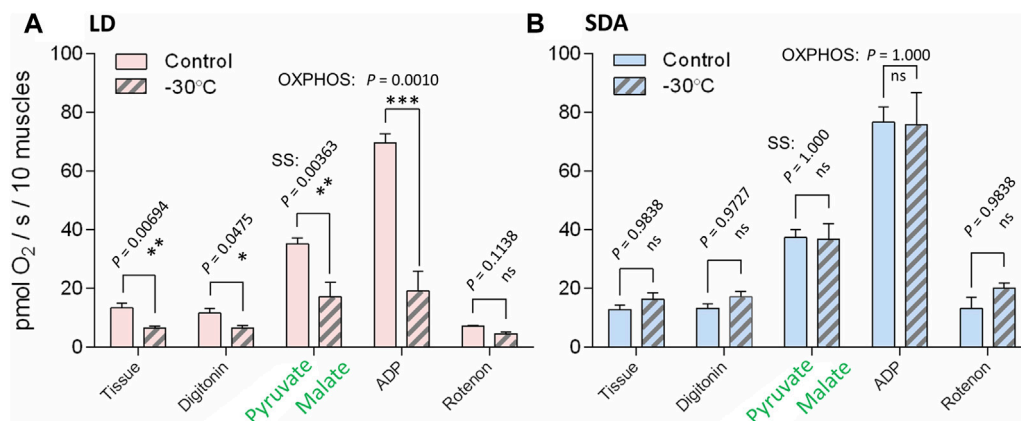 A LD
100
80
60
40
20
0
pmol O2 / s / 10 muscles
Control
-30°C
OXPHOS: P = 0.0010
***
SS:
P = 0.00363
**
P = 0.00694
**
P = 0.0475
*
P = 0.1138
ns
Tissue
Digitonin
Pyruvate
Malate
ADP
Rotenon
B SDA
100
80
60
40
20
0
Control
-30°C
OXPHOS: P = 1.000
ns
SS:
P = 1.000
ns
P = 0.9838
ns
P = 0.9727
ns
P = 0.9838
ns
Tissue
Digitonin
Pyruvate
Malate
ADP
Rotenon